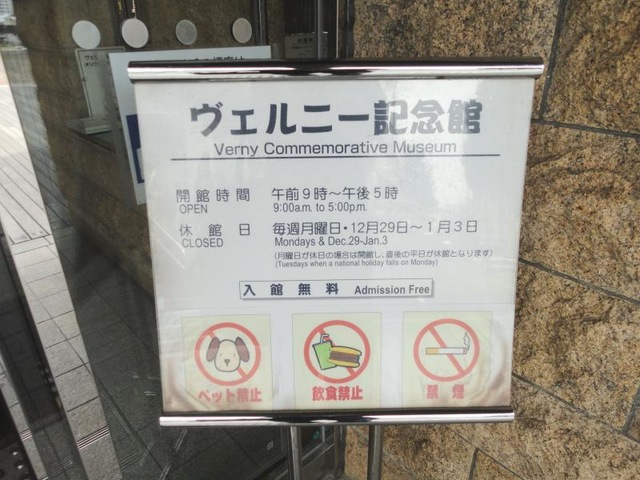 ヴェルニー記念館
Verny Commemorative Museum
開館時間 午前9時～午後5時
OPEN 9:00a.m. to 5:00p.m.
休館日 毎週月曜日・12月29日～1月3日
CLOSED Mondays & Dec.29-Jan.3
(月曜日が休日の場合は開館し、直後の平日が休館となります)
(Tuesdays when a national holiday falls on Monday)
入館無料 Admission Free
ペット禁止 飲食禁止 禁煙